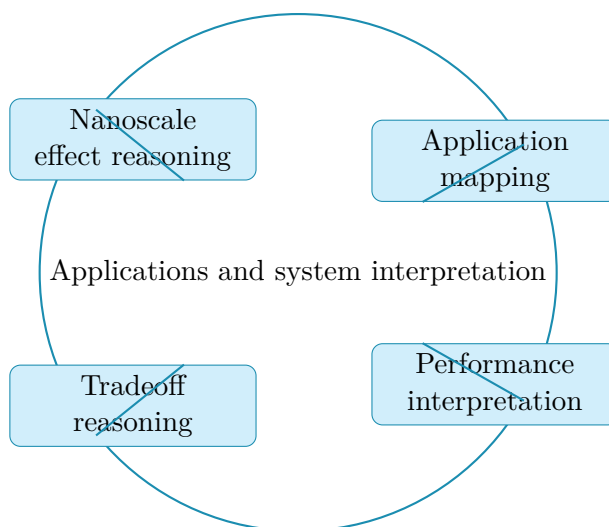 Nanoscale
effect reasoning
Application
mapping
Applications and system interpretation
Tradeoff
reasoning
Performance
interpretation